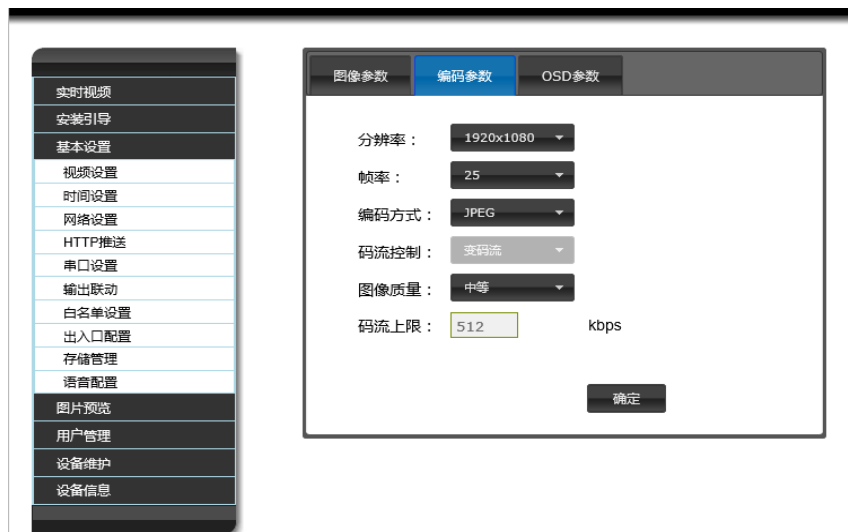 实时视频
安装引导
基本设置
视频设置
时间设置
网络设置
HTTP推送
串口设置
输出联动
白名单设置
出入口配置
存储管理
语音配置
图片预览
用户管理
设备维护
设备信息
图像参数 编码参数 OSD参数
分辨率： 1920x1080
帧率： 25
编码方式： JPEG
码流控制： 变码流
图像质量： 中等
码流上限： 512 kbps
确定